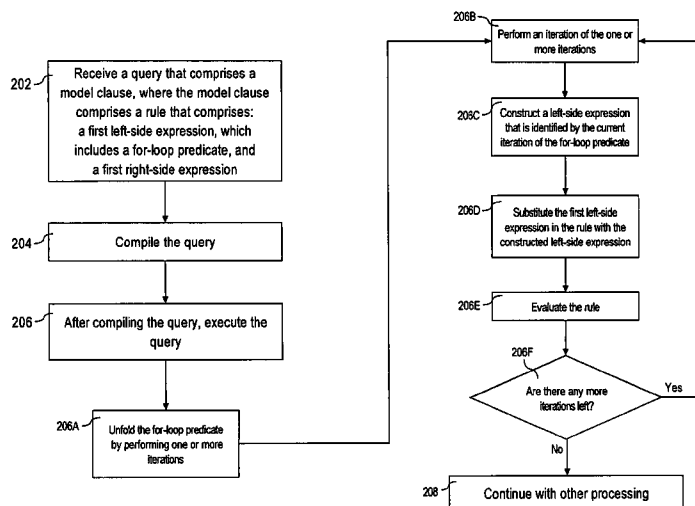 202
Receive a query that comprises a
model clause, where the model clause
comprises a rule that comprises:
a first left-side expression, which
includes a for-loop predicate, and
a first right-side expression
204
Compile the query
206
After compiling the query, execute the
query
206A
Unfold the for-loop predicate
by performing one or more
iterations
206B
Perform an iteration of the one or
more iterations
206C
Construct a left-side expression
that is identified by the current
iteration of the for-loop predicate
206D
Substitute the first left-side
expression in the rule with the
constructed left-side expression
206E
Evaluate the rule
206F
Are there any more
iterations left?
Yes
No
208
Continue with other processing